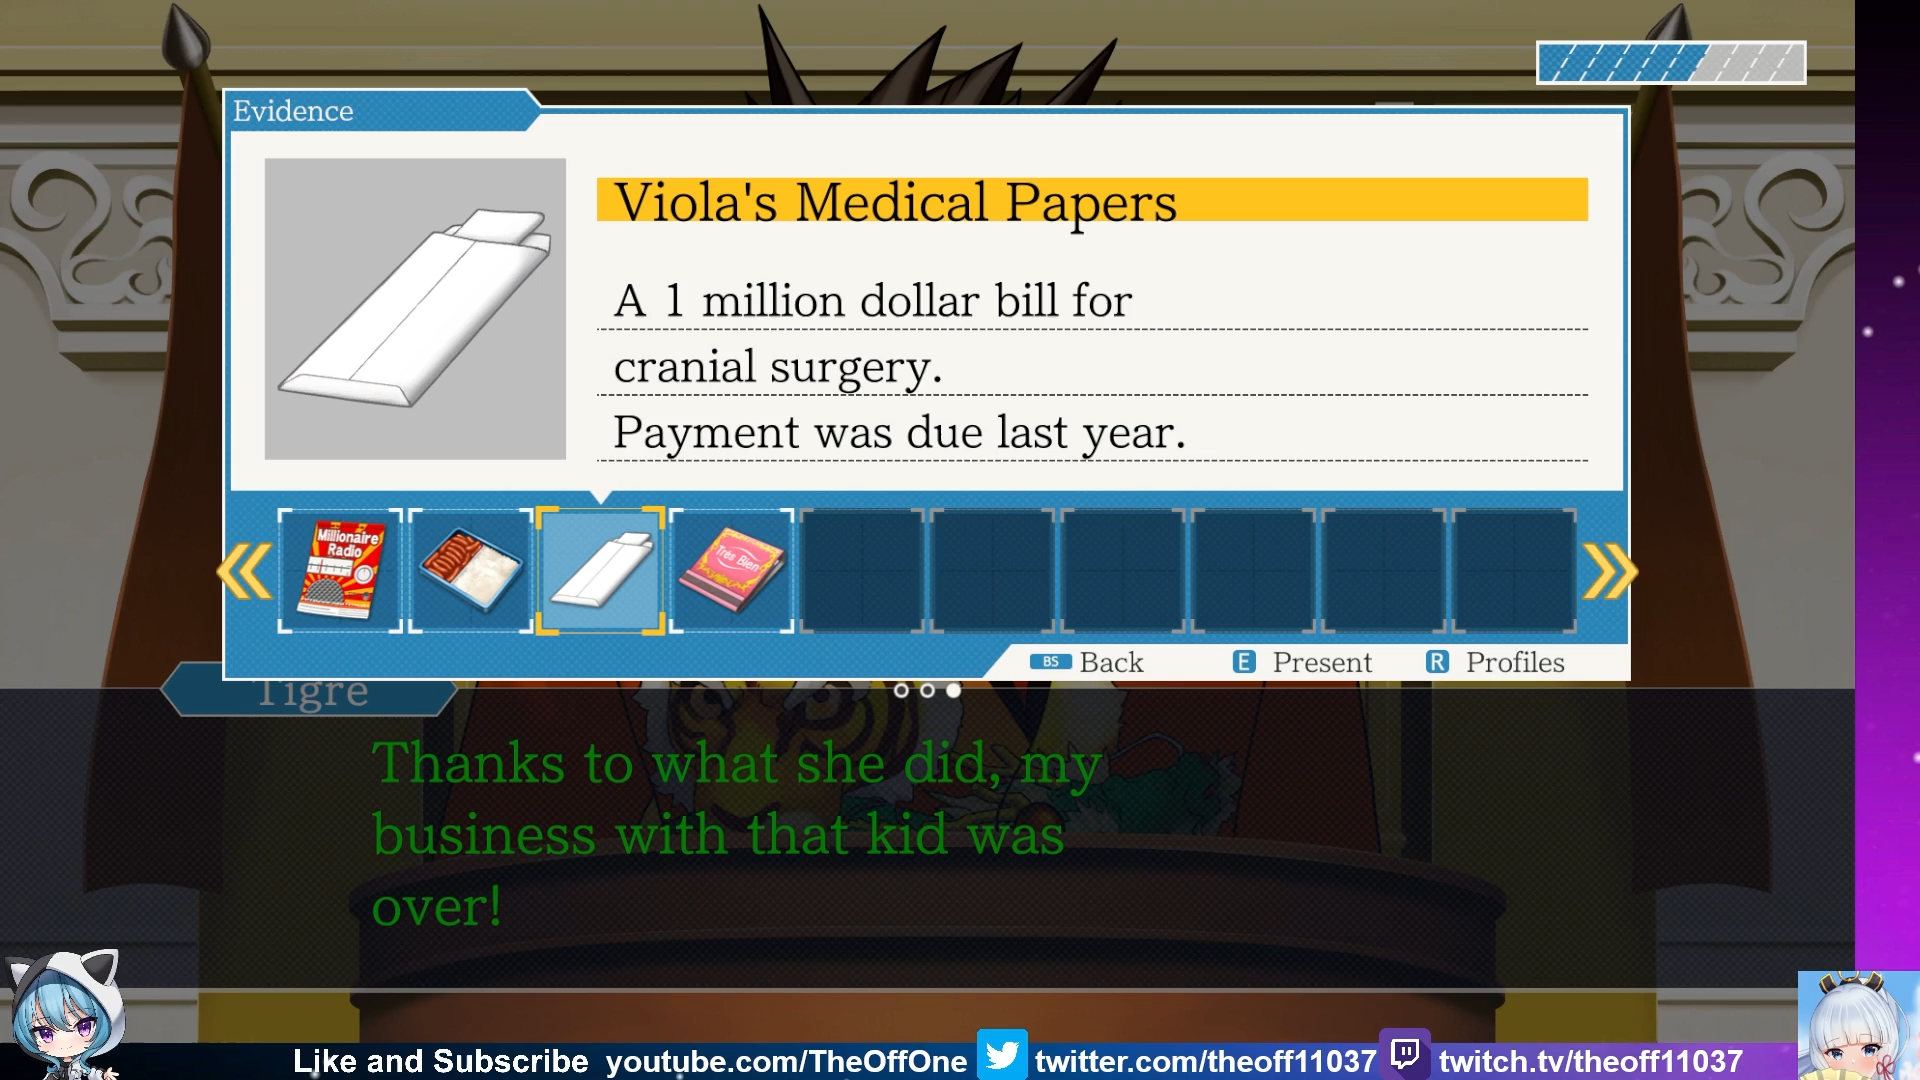 Evidence
Viola's Medical Papers
A 1 million dollar bill for
cranial surgery.
Payment was due last year.
Millionaire
Radio
Très Bien
BS Back
E Present
R Profiles
Tigre
Thanks to what she did, my
business with that kid was
over!
Like and Subscribe youtube.com/TheOffOne twitter.com/theoff11037 twitch.tv/theoff11037